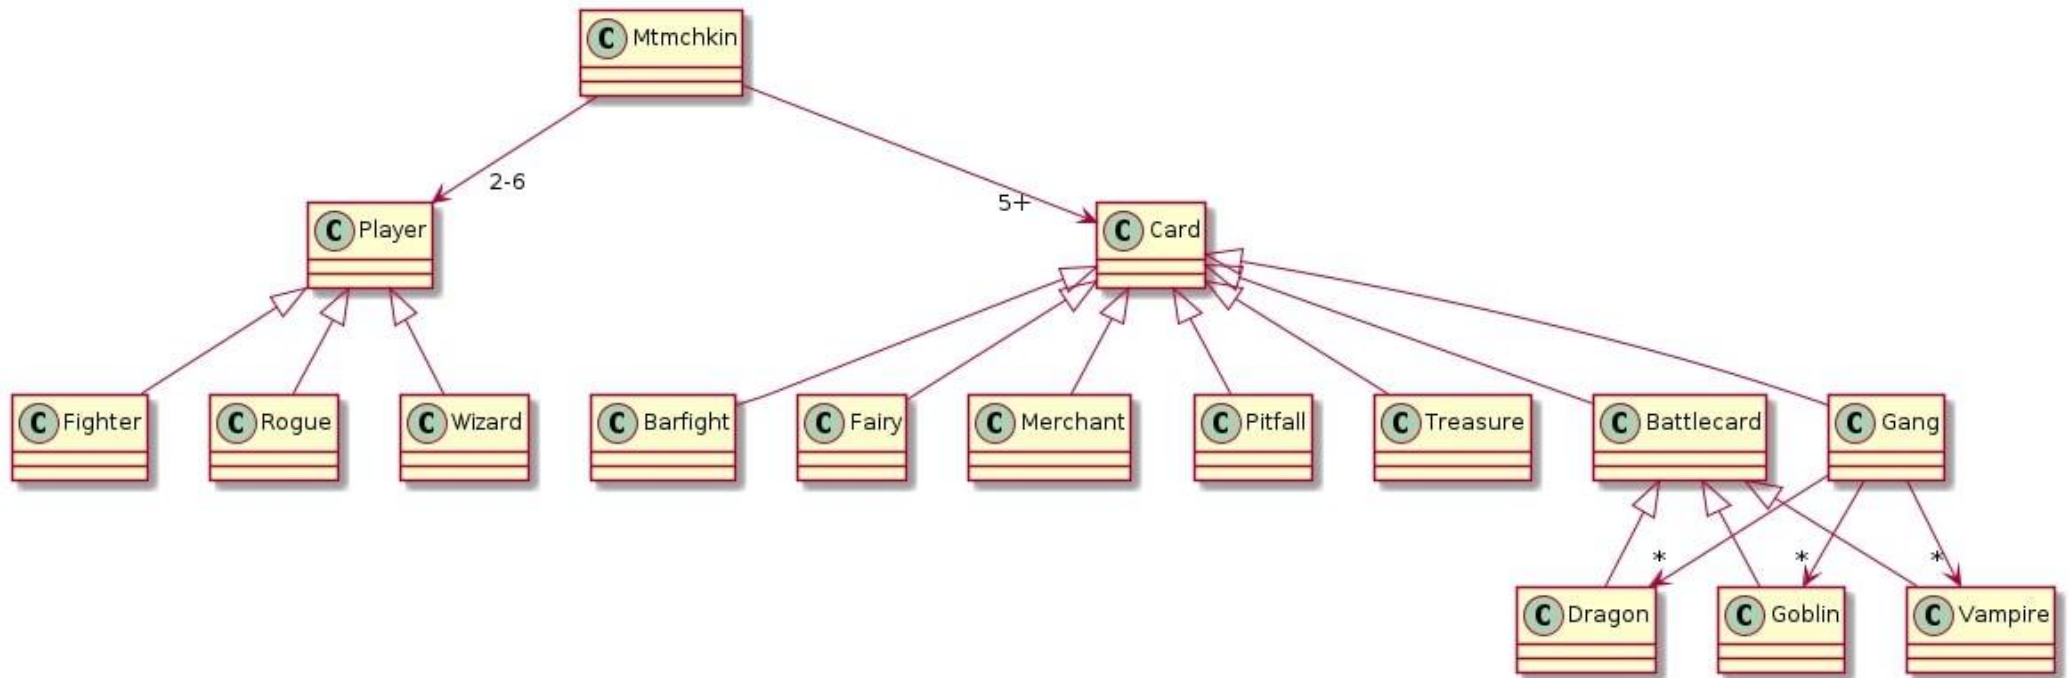 C Mtmchkin
2-6
5+
C Player
C Card
C Fighter
C Rogue
C Wizard
C Barfight
C Fairy
C Merchant
C Pitfall
C Treasure
C Battlecard
C Gang
*
*
*
C Dragon
C Goblin
C Vampire